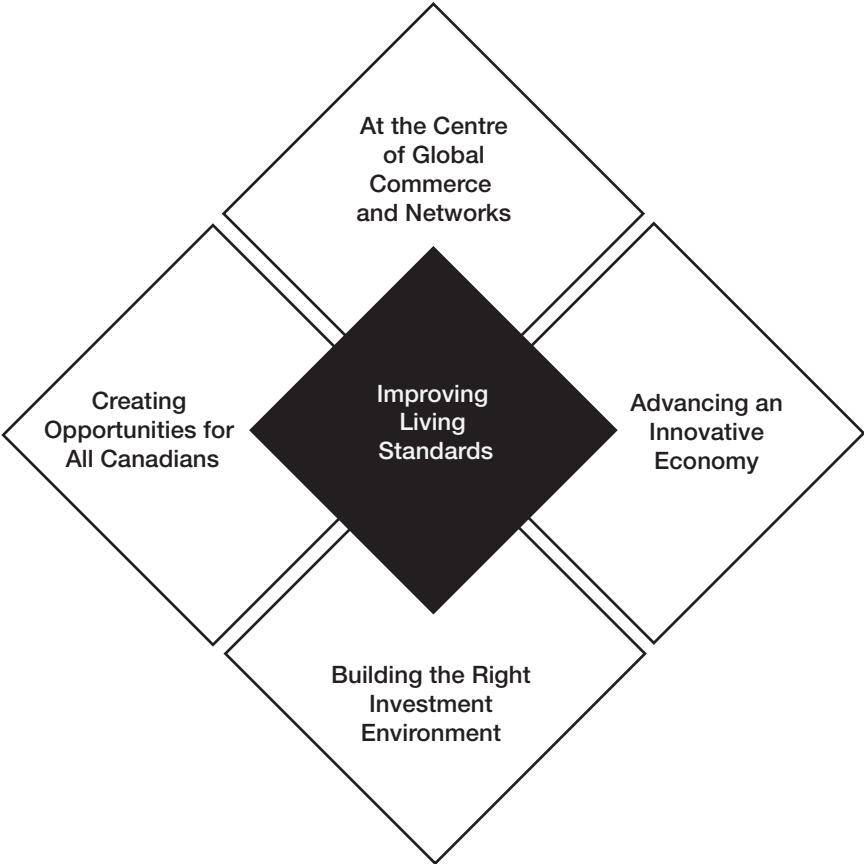 At the Centre
of Global
Commerce
and Networks
Creating
Opportunities for
All Canadians
Improving
Living
Standards
Advancing an
Innovative
Economy
Building the Right
Investment
Environment